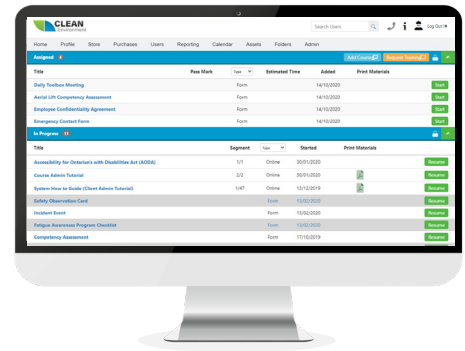 CLEAN
Environment
Search Users
Log Out
Home Profile Store Purchases Users Reporting Calendar Assets Folders Admin
Assigned 4 Add Course Request Training
Title Pass Mark Type Estimated Time Added Print Materials
Daily Toolbox Meeting Form 14/10/2020 Start
Aerial Lift Competency Assessment Form 14/10/2020 Start
Employee Confidentiality Agreement Form 14/10/2020 Start
Emergency Contact Form Form 14/10/2020 Start
In Progress 11
Title Segment Type Started Print Materials
Accessibility for Ontarian's with Disabilities Act (AODA) 1/1 Online 30/01/2020 Resume
Course Admin Tutorial 2/2 Online 30/01/2020 Resume
System How to Guide (Client Admin Tutorial) 1/47 Online 13/12/2019 Resume
Safety Observation Card Form 13/02/2020 Resume
Incident Event Form 13/02/2020 Resume
Fatigue Awareness Program Checklist Form 13/02/2020 Resume
Competency Assessment Form 17/10/2019 Resume